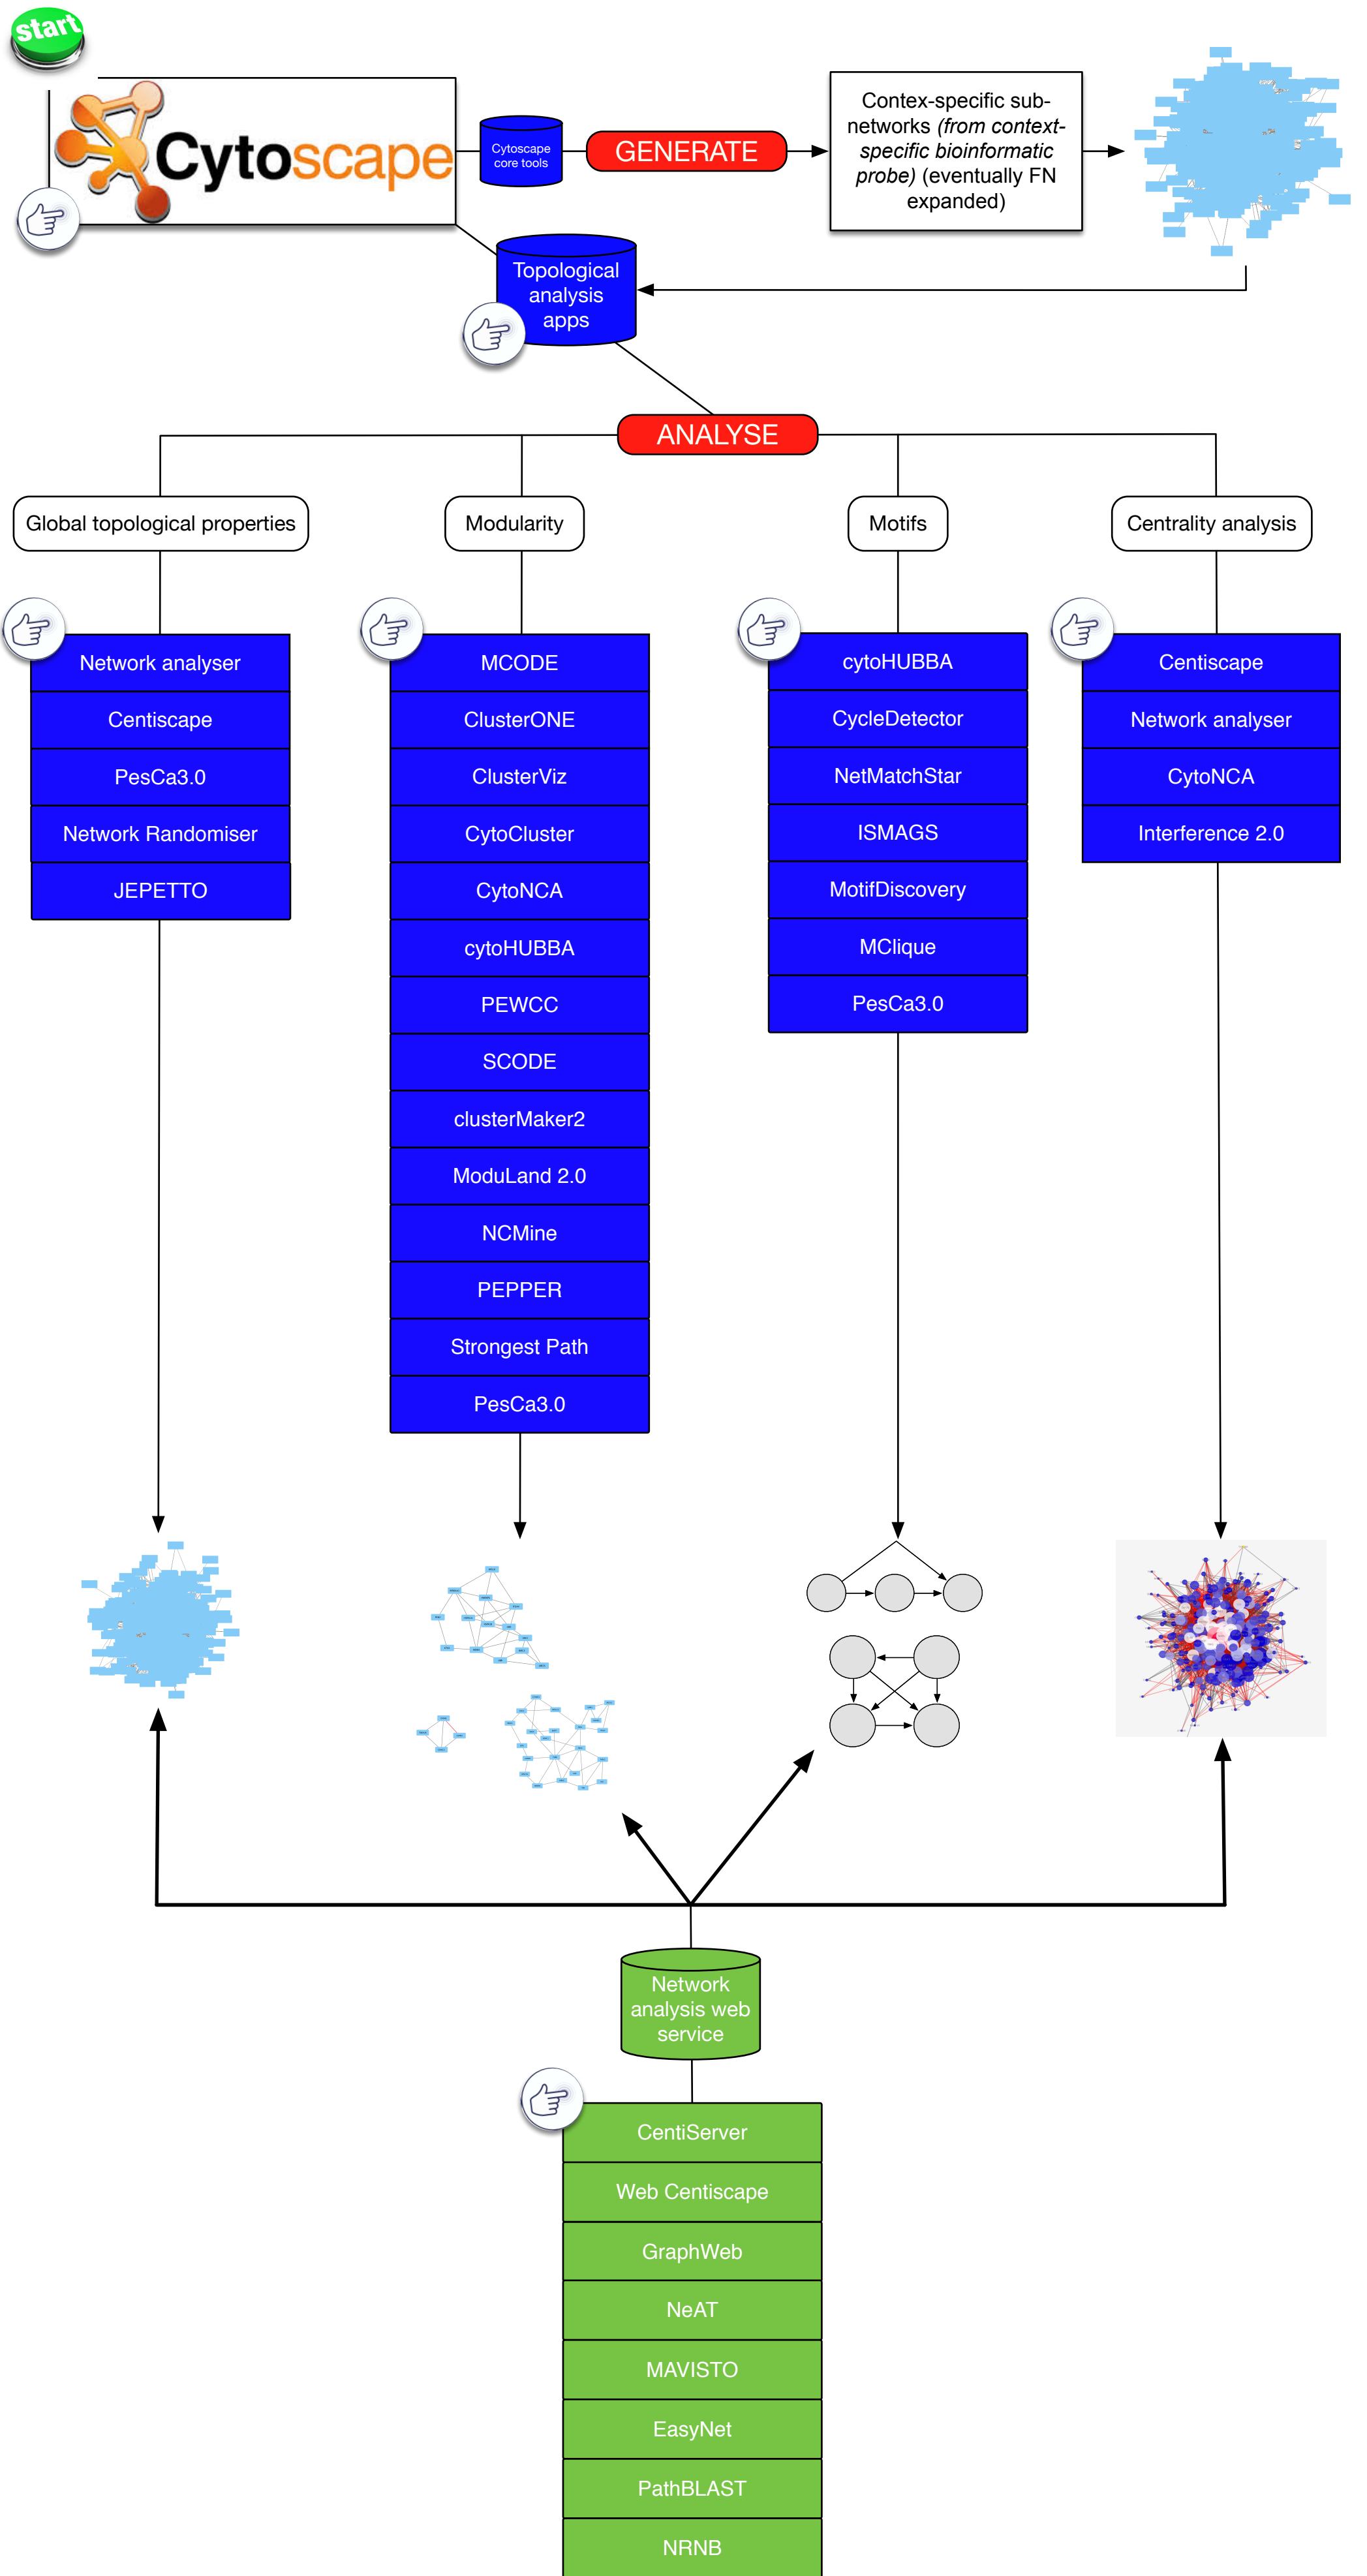 start
Cytoscape
Cytoscape
core tools
GENERATE
Contex-specific sub-
networks (from context-
specific bioinformatic
probe) (eventually FN
expanded)
Topological
analysis
apps
ANALYSE
Global topological properties
Modularity
Motifs
Centrality analysis
Network analyser
Centiscape
PesCa3.0
Network Randomiser
JEPETTO
MCODE
ClusterONE
ClusterViz
CytoCluster
CytoNCA
cytoHUBBA
PEWCC
SCODE
clusterMaker2
ModuLand 2.0
NCMine
PEPPER
Strongest Path
PesCa3.0
cytoHUBBA
CycleDetector
NetMatchStar
ISMAGS
MotifDiscovery
MClique
PesCa3.0
Centiscape
Network analyser
CytoNCA
Interference 2.0
Network
analysis web
service
CentiServer
Web Centiscape
GraphWeb
NeAT
MAVISTO
EasyNet
PathBLAST
NRNB